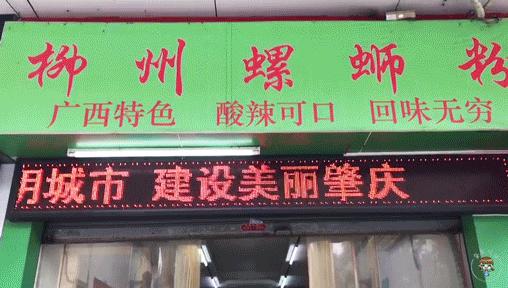 柳州螺蛳粉
广西特色 酸辣可口 回味无穷
明城市 建设美丽肇庆